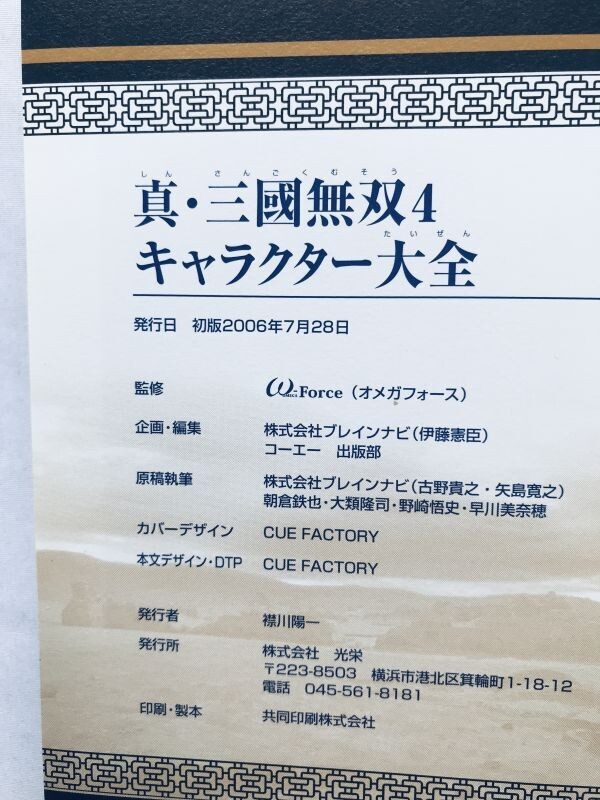 しん さんごくむそう
真・三國無双4
たいぜん
キャラクター大全
発行日 初版2006年7月28日
監修 ω-Force（オメガフォース）
企画・編集 株式会社ブレインナビ（伊藤憲臣）
コーエー 出版部
原稿執筆 株式会社ブレインナビ（古野貴之・矢島寛之）
朝倉鉄也・大類隆司・野崎悟史・早川美奈穂
カバーデザイン CUE FACTORY
本文デザイン・DTP CUE FACTORY
発行者 襟川陽一
発行所 株式会社 光栄
〒223-8503 横浜市港北区箕輪町1-18-12
電話 045-561-8181
印刷・製本 共同印刷株式会社